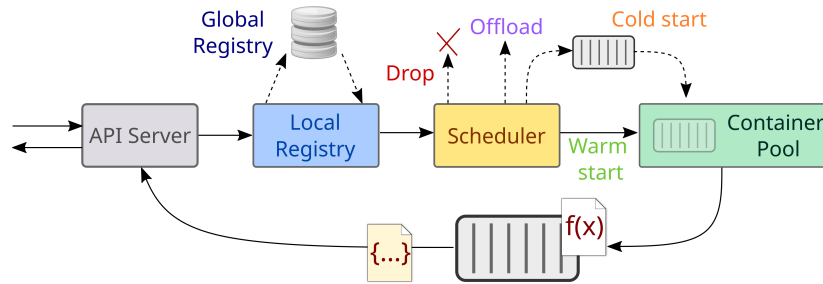 Global
Registry
Drop
Offload
Cold start
API Server
Local
Registry
Scheduler
Warm
start
Container
Pool
{...}
f(x)